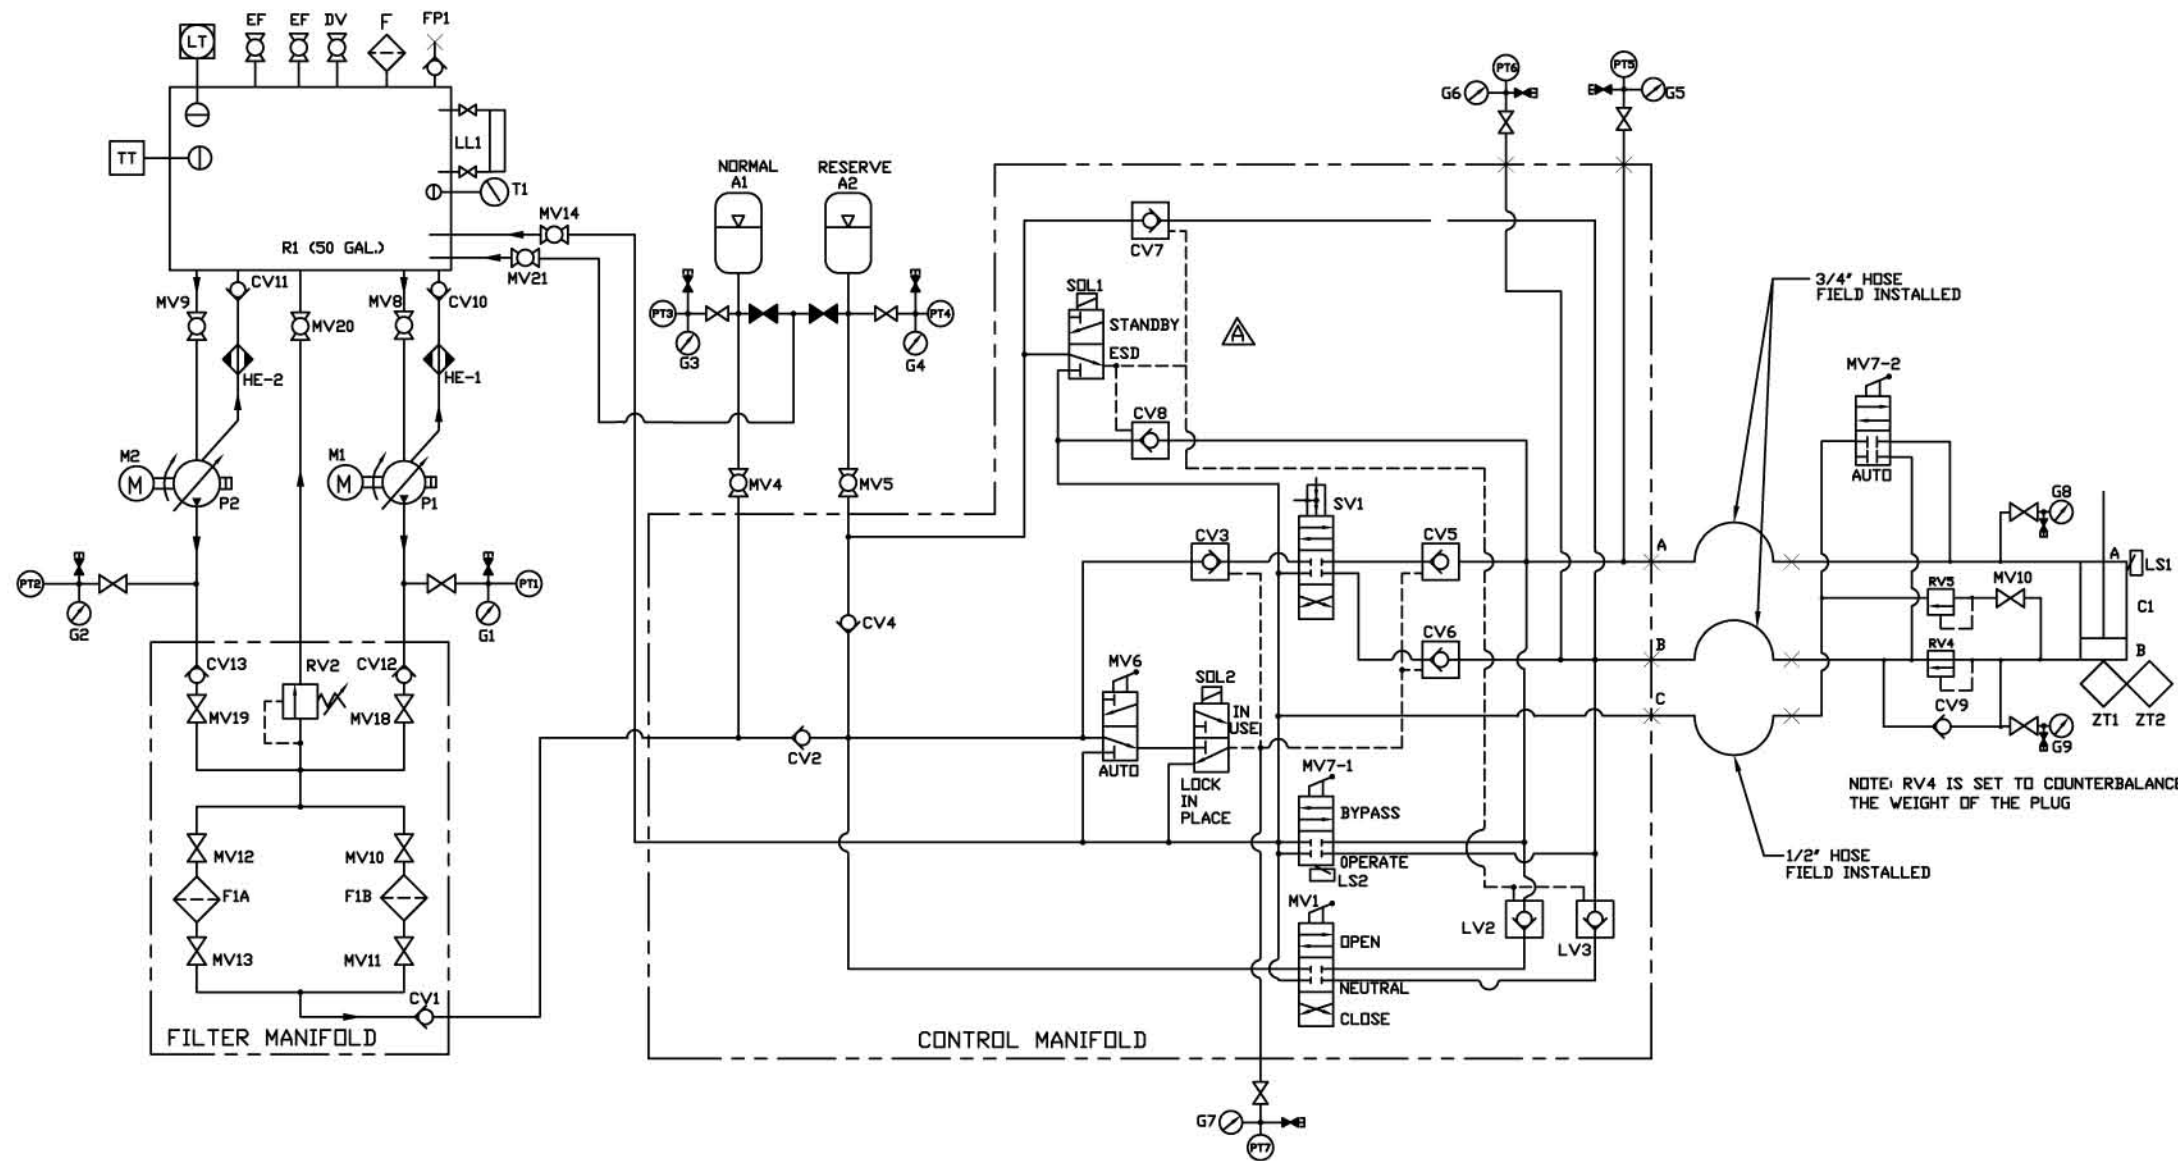 EF EF DV F FP1
LT
TT
LL1
T1
R1 (50 GAL.)
MV14
MV21
NORMAL
A1
RESERVE
A2
MV9
CV11
MV20
MV8
CV10
HE-2
HE-1
M2
M
P2
M1
M
P1
PT2
G2
G1
PT1
PT3
G3
G4
PT4
MV4
MV5
CV13
RV2
CV12
MV19
MV18
MV12
MV10
F1A
F1B
MV13
MV11
CV1
FILTER MANIFOLD
CV7
SOL1
STANDBY
ESD
A
CV8
SV1
CV3
CV5
CV4
CV6
MV6
AUTO
SOL2
IN
USE
LOCK
IN
PLACE
CV2
MV7-1
BYPASS
OPERATE
LS2
MV1
OPEN
NEUTRAL
CLOSE
LV2
LV3
CONTROL MANIFOLD
G7
PT7
G6
PT6
PT5
G5
A
B
C
3/4" HOSE
FIELD INSTALLED
MV7-2
AUTO
G8
A
LS1
RV5
MV10
C1
RV4
B
CV9
G9
ZT1 ZT2
NOTE: RV4 IS SET TO COUNTERBALANCE
THE WEIGHT OF THE PLUG
1/2" HOSE
FIELD INSTALLED